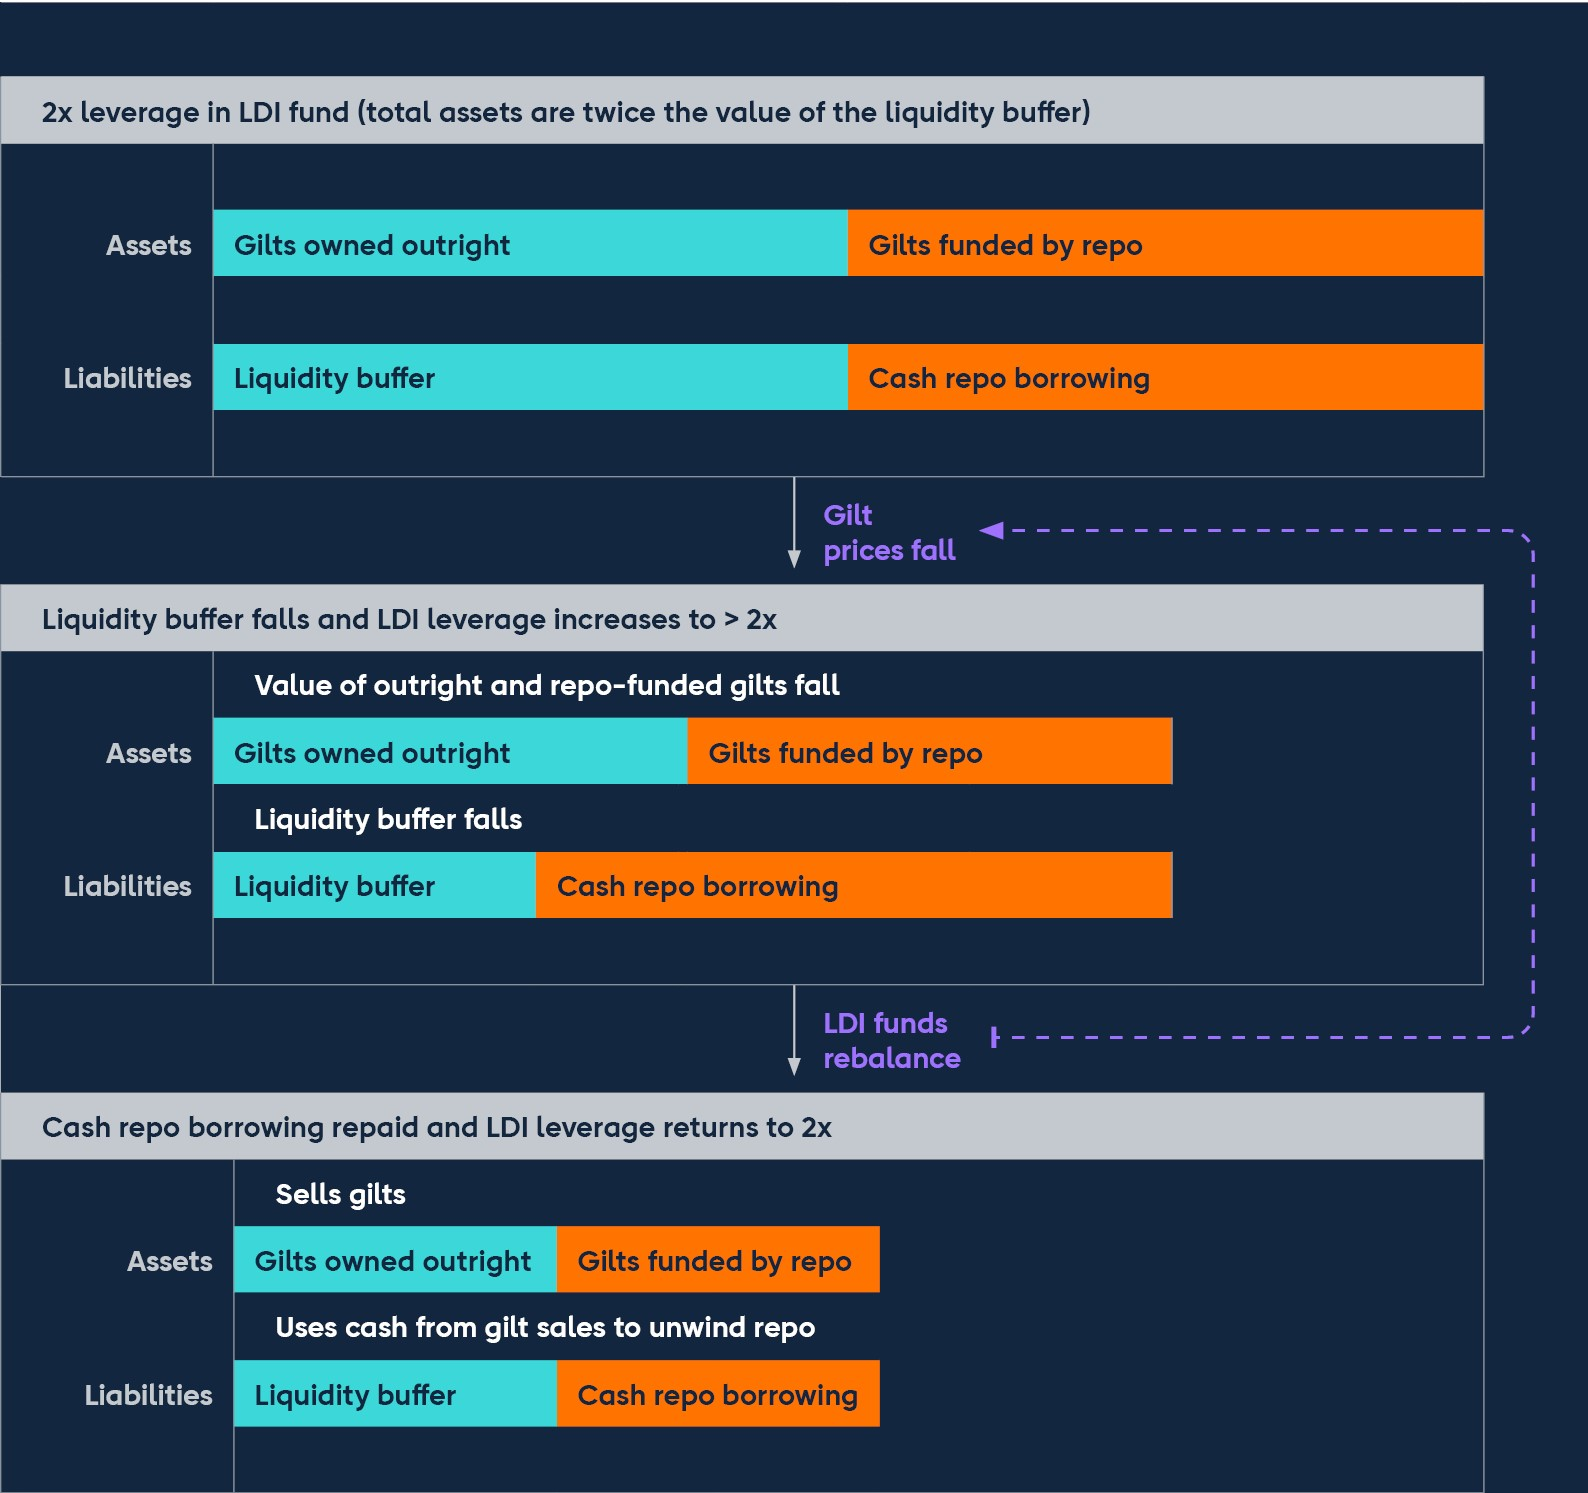 2x leverage in LDI fund (total assets are twice the value of the liquidity buffer)
Assets
Gilts owned outright
Gilts funded by repo
Liabilities
Liquidity buffer
Cash repo borrowing
Gilt
prices fall
Liquidity buffer falls and LDI leverage increases to > 2x
Value of outright and repo-funded gilts fall
Assets
Gilts owned outright
Gilts funded by repo
Liquidity buffer falls
Liabilities
Liquidity buffer
Cash repo borrowing
LDI funds
rebalance
Cash repo borrowing repaid and LDI leverage returns to 2x
Sells gilts
Assets
Gilts owned outright
Gilts funded by repo
Uses cash from gilt sales to unwind repo
Liabilities
Liquidity buffer
Cash repo borrowing